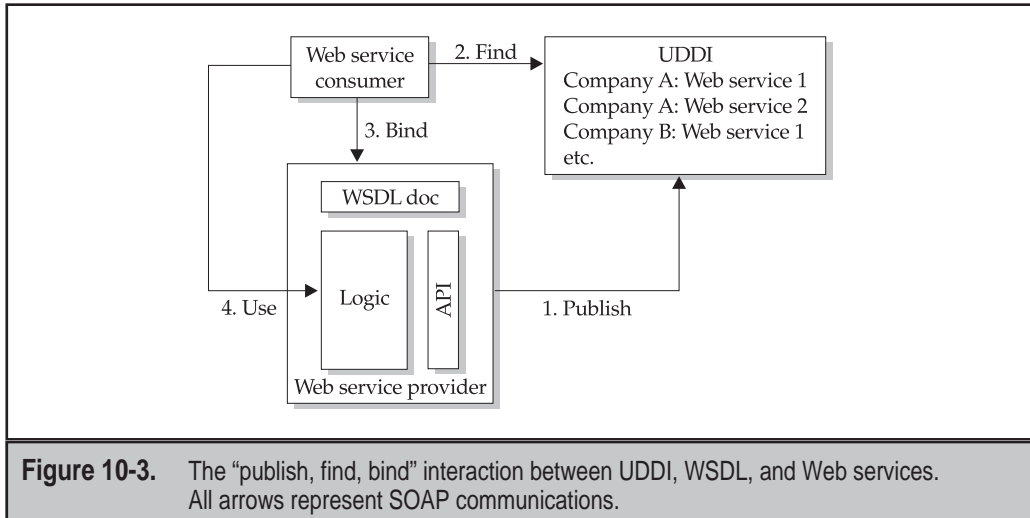 Web service
consumer
2. Find
UDDI
Company A: Web service 1
Company A: Web service 2
Company B: Web service 1
etc.
3. Bind
WSDL doc
Logic
API
4. Use
1. Publish
Web service provider
Figure 10-3. The “publish, find, bind” interaction between UDDI, WSDL, and Web services.
All arrows represent SOAP communications.